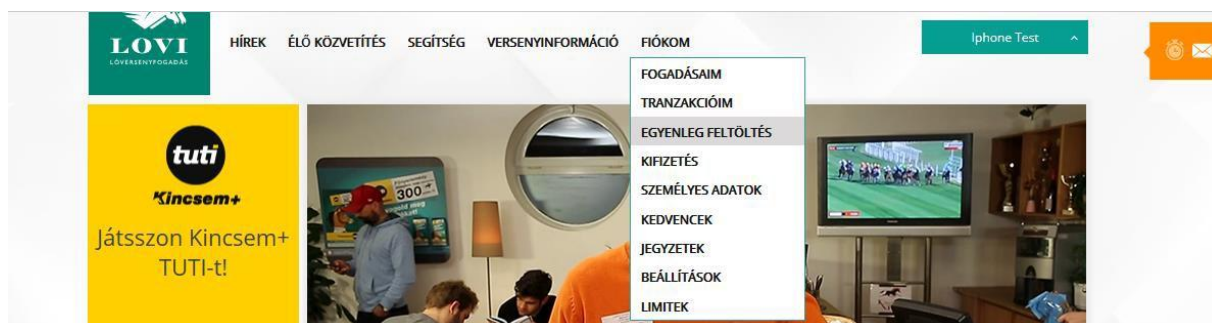 LOVI
LÓVERSENYFOGADÁS
HÍREK ÉLŐ KÖZVETÍTÉS SEGÍTSÉG VERSENYINFORMÁCIÓ FIÓKOM
Iphone Test
FOGADÁSAIM
TRANZAKCIÓIM
EGYENLEG FELTÖLTÉS
KIFIZETÉS
SZEMÉLYES ADATOK
KEDVENCEK
JEGYZETEK
BEÁLLÍTÁSOK
LIMITEK
tuti
Kincsem+
Játsszon Kincsem+
TUTI-t!
300